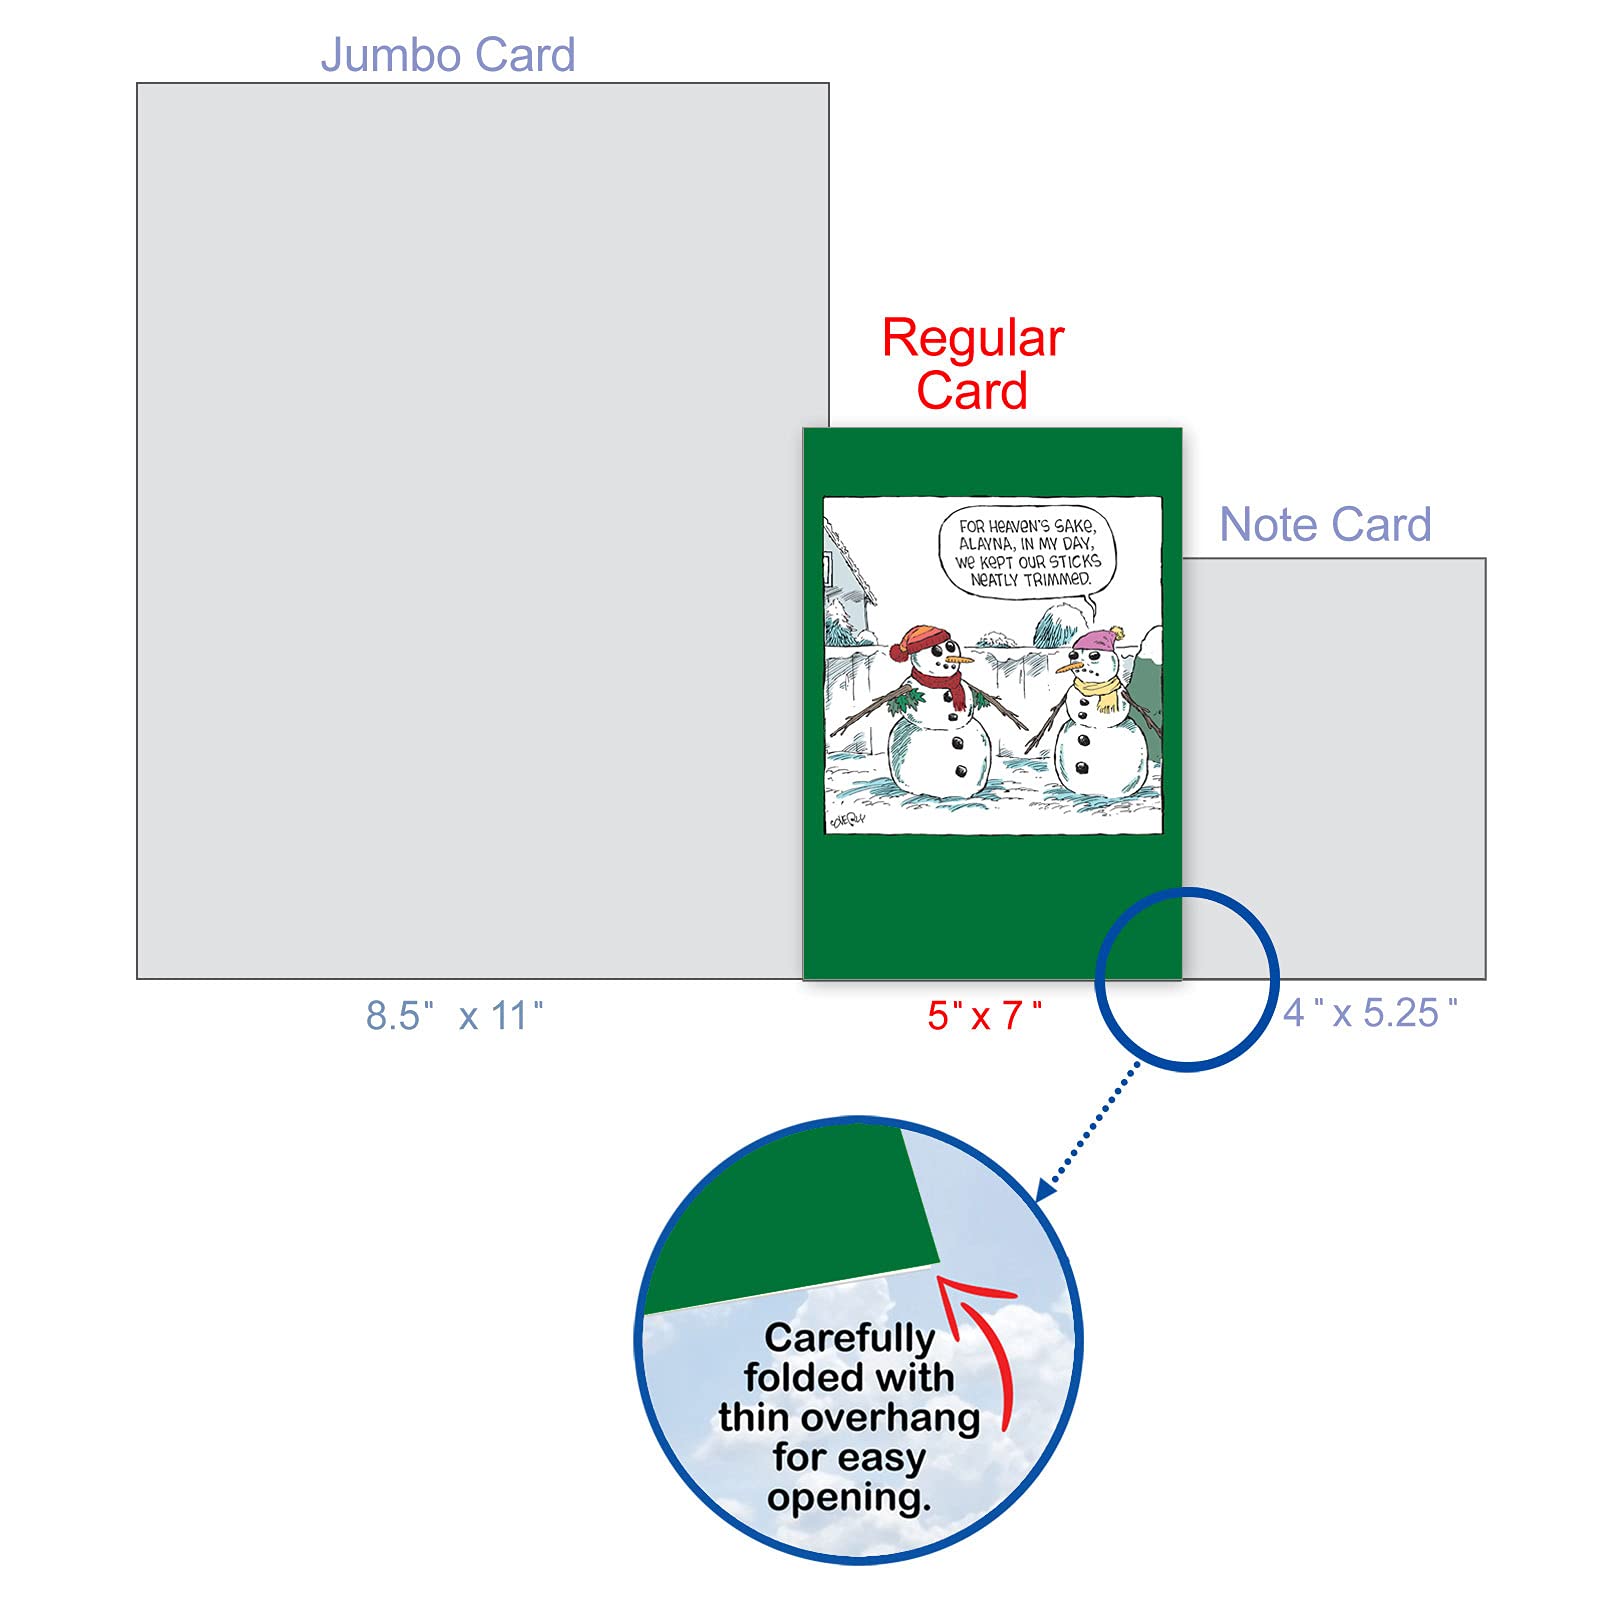 Jumbo Card
Regular
Card
FOR HEAVEN'S SAKE,
ALAYNA, IN MY DAY,
WE KEPT OUR STICKS
NEATLY TRIMMED.
Note Card
COVERLY
8.5" x 11"
5" x 7"
4" x 5.25"
Carefully
folded with
thin overhang
for easy
opening.